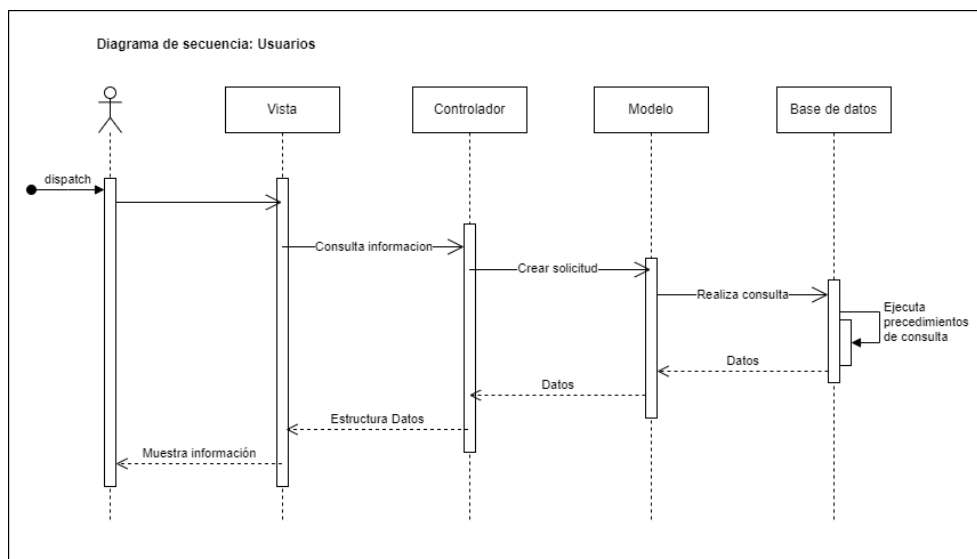 Diagrama de secuencia: Usuarios
Vista
Controlador
Modelo
Base de datos
dispatch
Consulta informacion
Crear solicitud
Realiza consulta
Ejecuta
precedimientos
de consulta
Datos
Datos
Estructura Datos
Muestra información